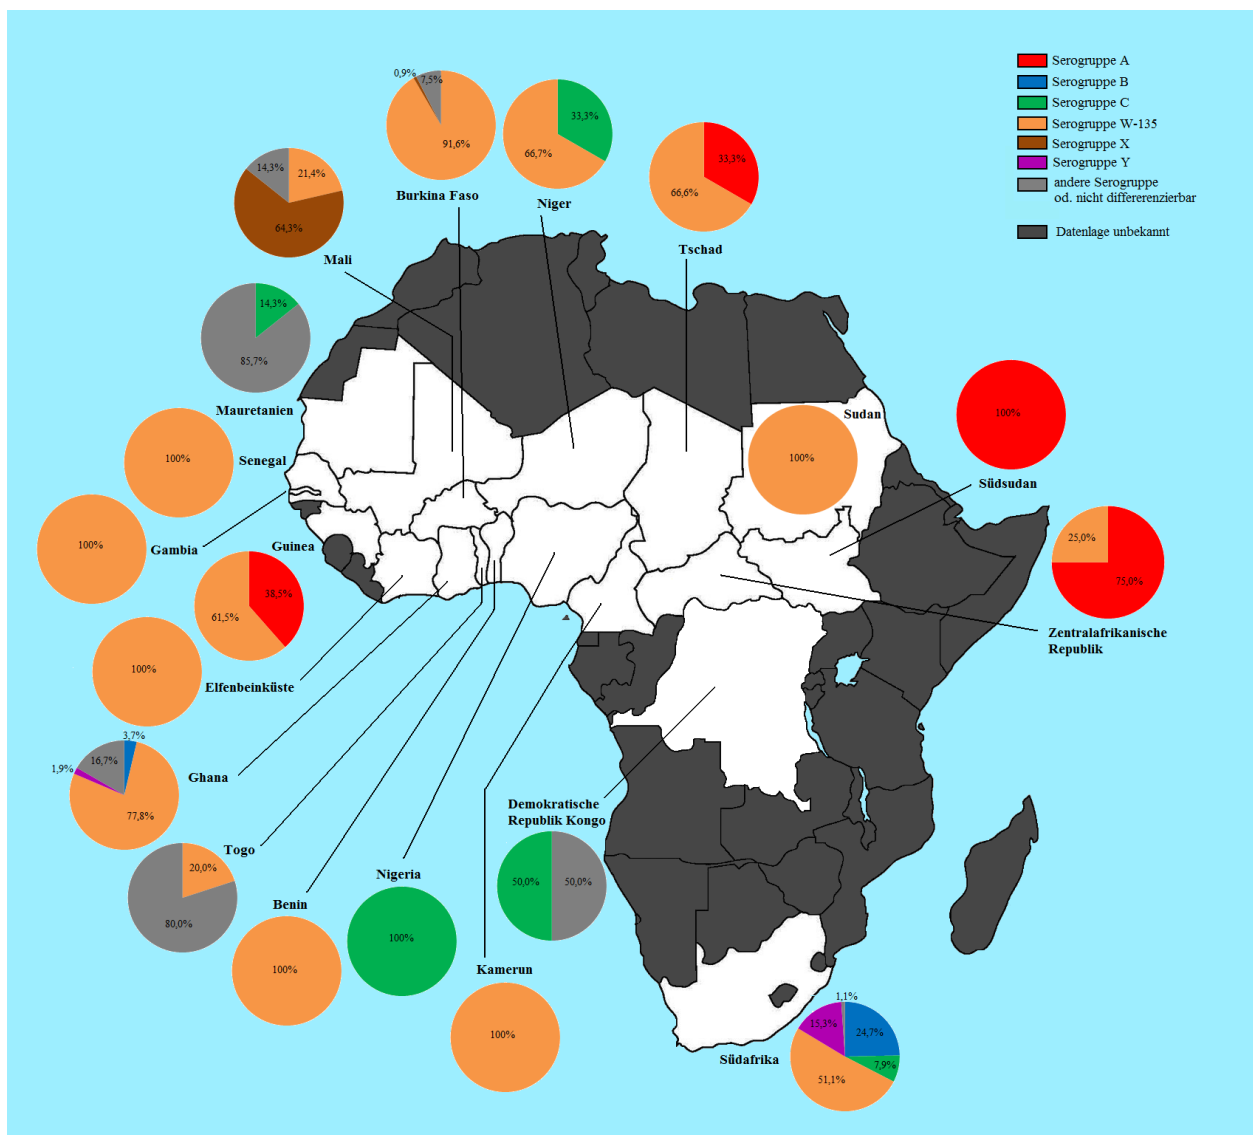 Serogruppe A
Serogruppe B
Serogruppe C
Serogruppe W-135
Serogruppe X
Serogruppe Y
andere Serogruppe
od. nicht differerenzierbar
Datenlage unbekannt
0,9%
7,5%
91,6%
Burkina Faso
33,3%
66,7%
Niger
33,3%
66,6%
Tschad
14,3%
21,4%
64,3%
Mali
14,3%
85,7%
Mauretanien
100%
Senegal
100%
Gambia
Guinea
38,5%
61,5%
100%
Elfenbeinküste
3,7%
16,7%
1,9%
77,8%
Ghana
20,0%
80,0%
Togo
Benin
100%
Nigeria
100%
Kamerun
100%
Demokratische
Republik Kongo
50,0%
50,0%
Sudan
100%
100%
Südsudan
25,0%
75,0%
Zentralafrikanische
Republik
1,1%
15,3%
24,7%
7,9%
51,1%
Südafrika